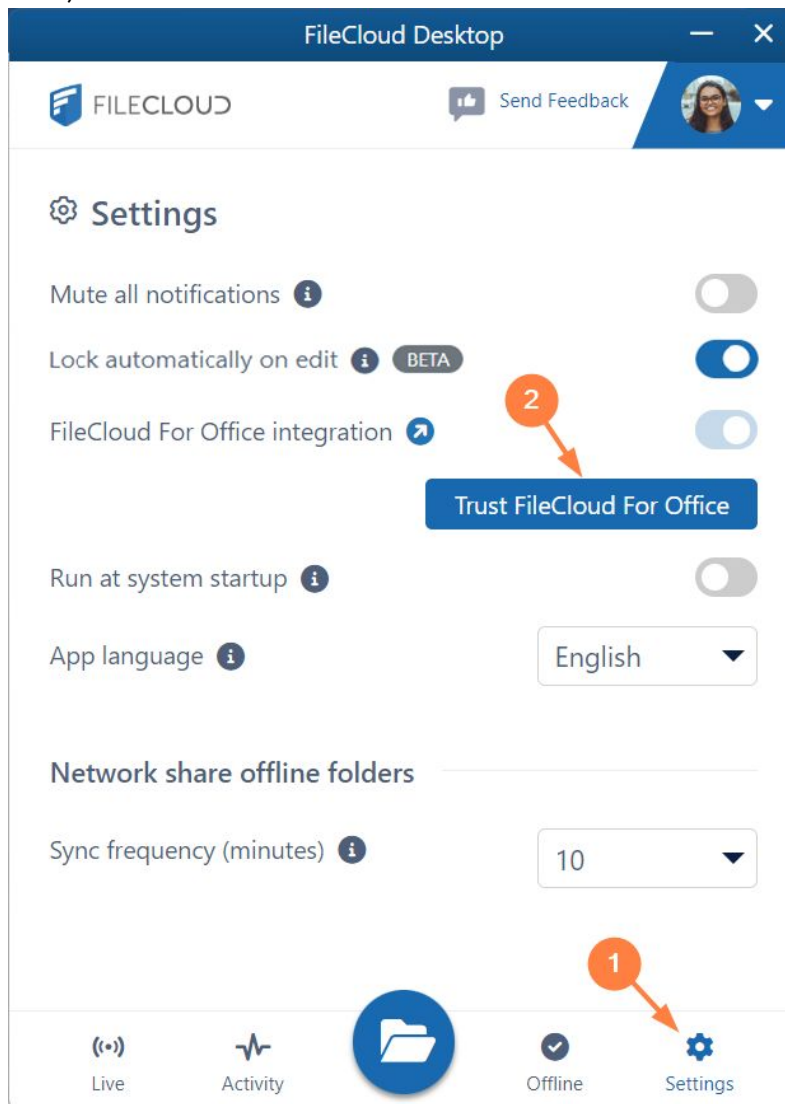 FileCloud Desktop
FILECLOUD
Send Feedback
Settings
Mute all notifications
Lock automatically on edit BETA
2
FileCloud For Office integration
Trust FileCloud For Office
Run at system startup
App language English
Network share offline folders
Sync frequency (minutes) 10
1
Live Activity Offline Settings